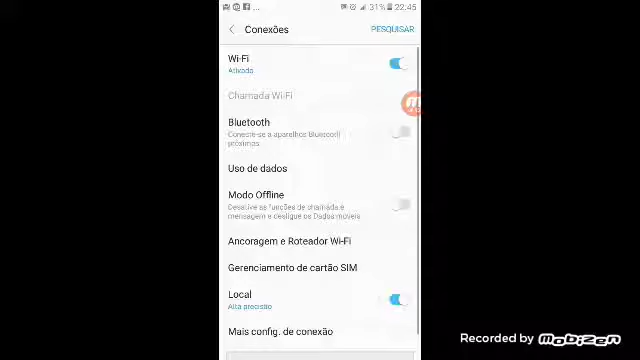 31% 22:45
Conexões
PESQUISAR
Wi-Fi
Ativado
Chamada Wi-Fi
Bluetooth
Conecte-se a aparelhos Bluetooth
próximos
Uso de dados
Modo Offline
Desative as funções de chamada e
mensagem e desligue os Dados móveis
Ancoragem e Roteador Wi-Fi
Gerenciamento de cartão SIM
Local
Alta precisão
Mais config. de conexão
Recorded by mobizen